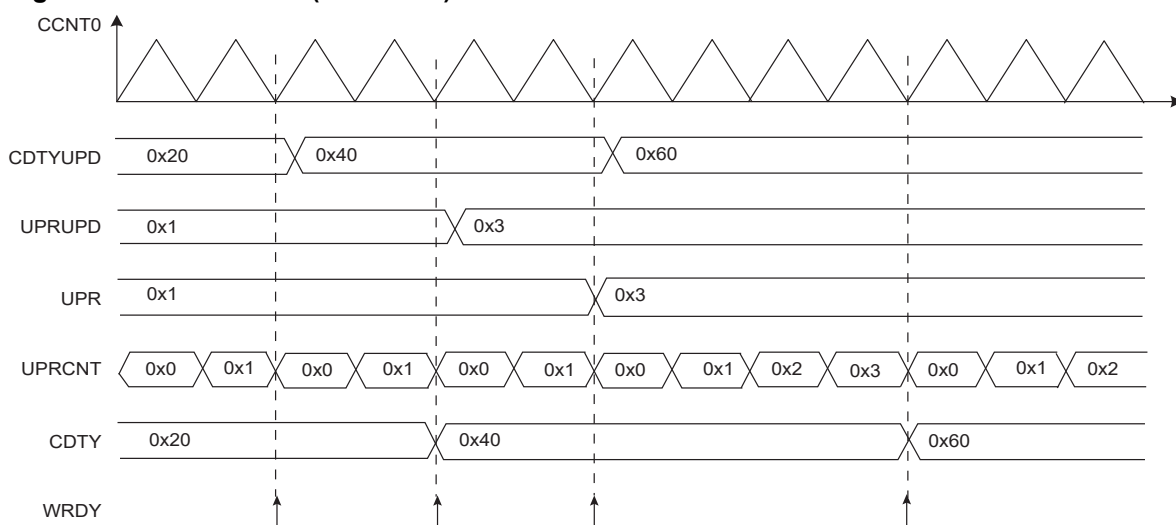 CCNT0
CDTYUPD 0x20 0x40 0x60
UPRUPD 0x1 0x3
UPR 0x1 0x3
UPRCNT 0x0 0x1 0x0 0x1 0x0 0x1 0x0 0x1 0x2 0x3 0x0 0x1 0x2
CDTY 0x20 0x40 0x60
WRDY